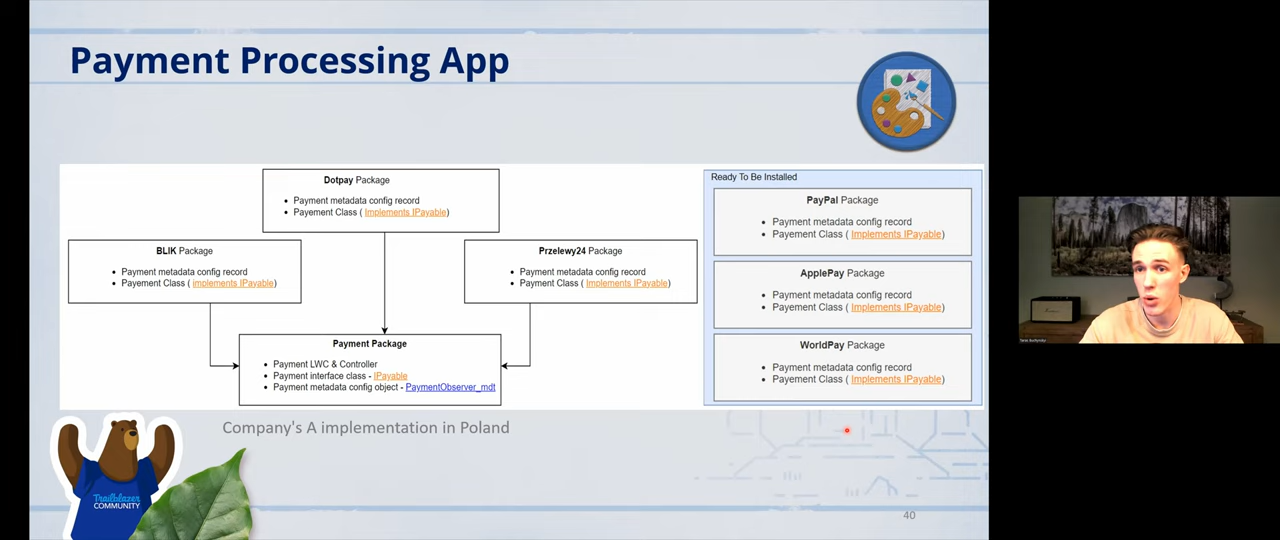 Payment Processing App
Dotpay Package
• Payment metadata config record
• Payement Class ( Implements IPayable)
BLIK Package
• Payment metadata config record
• Payement Class ( implements IPayable)
Przelewy24 Package
• Payment metadata config record
• Payment Class ( Implements IPayable)
Payment Package
• Payment LWC & Controller
• Payment interface class - IPayable
• Payment metadata config object - PaymentObserver_mdt
Ready To Be Installed
PayPal Package
• Payment metadata config record
• Payement Class ( Implements IPayable)
ApplePay Package
• Payment metadata config record
• Payement Class ( Implements IPayable)
WorldPay Package
• Payment metadata config record
• Payement Class ( Implements IPayable)
Company's A implementation in Poland
Trailblazer
COMMUNITY
40